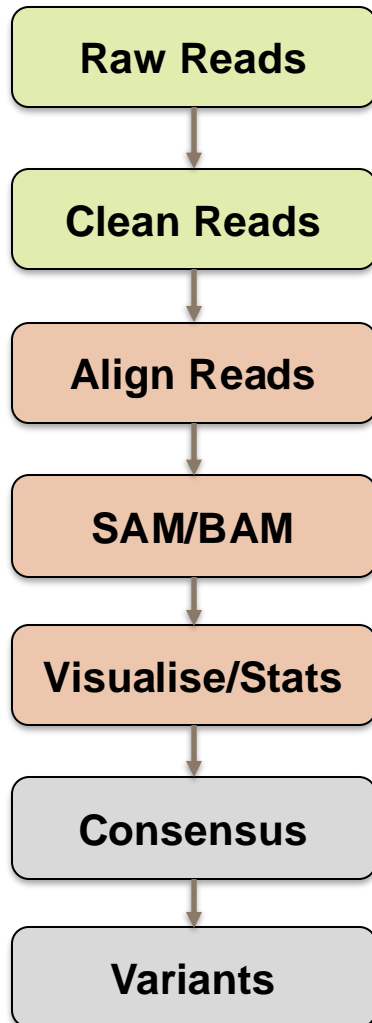 Raw Reads
Clean Reads
Align Reads
SAM/BAM
Visualise/Stats
Consensus
Variants